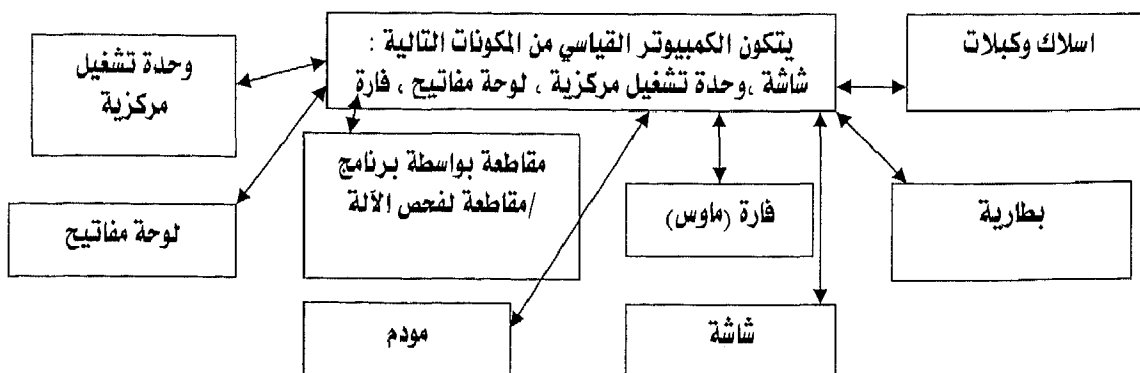 يتكون الكمبيوتر القياسي من المكونات التالية :
شاشة ،وحدة تشغيل مركزية ، لوحة مفاتيح ، فارة
اسلاك وكبلات
وحدة تشغيل
مركزية
مقاطعة بواسطة برنامج
/مقاطعة لفحص الآلة
فارة (ماوس)
بطارية
لوحة مفاتيح
شاشة
مودم